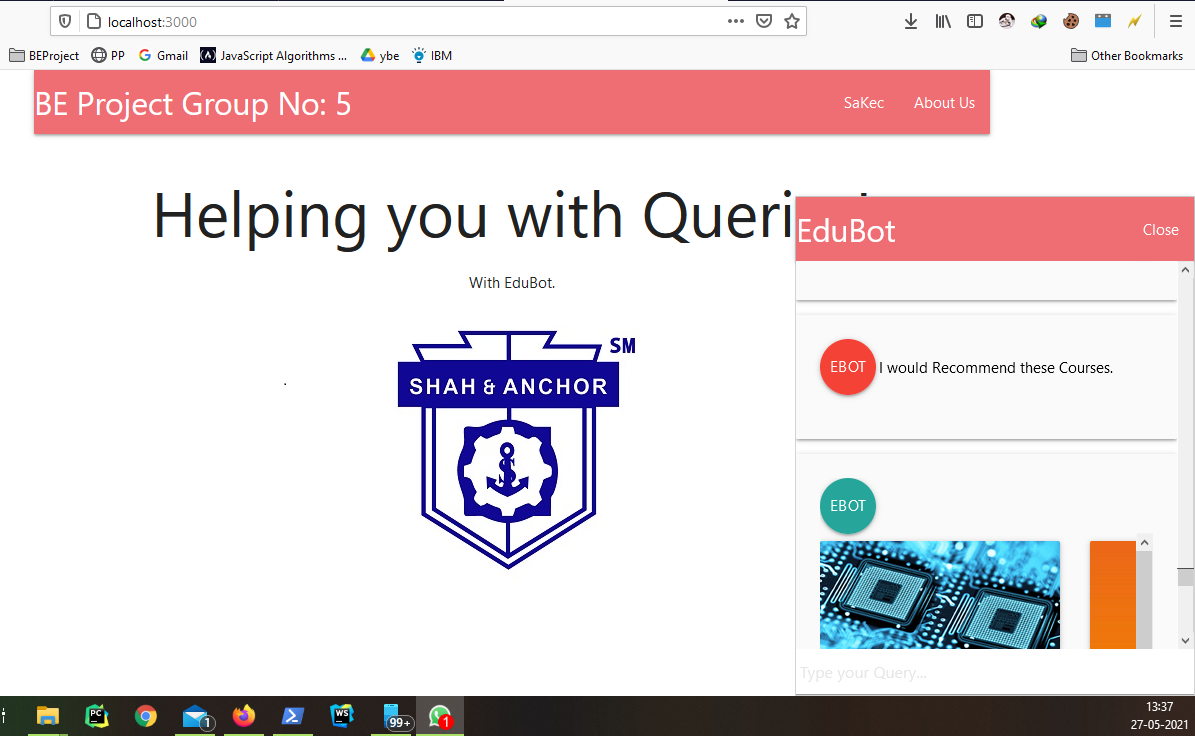 localhost:3000
BEProject
PP
Gmail
JavaScript Algorithms ...
ybe
IBM
Other Bookmarks
BE Project Group No: 5
SaKec
About Us
Helping you with Queri
With EduBot.
SM
SHAH & ANCHOR
S
EduBot
Close
EBOT I would Recommend these Courses.
EBOT
Type your Query...
PC
WS
1
99+
1
13:37
27-05-2021